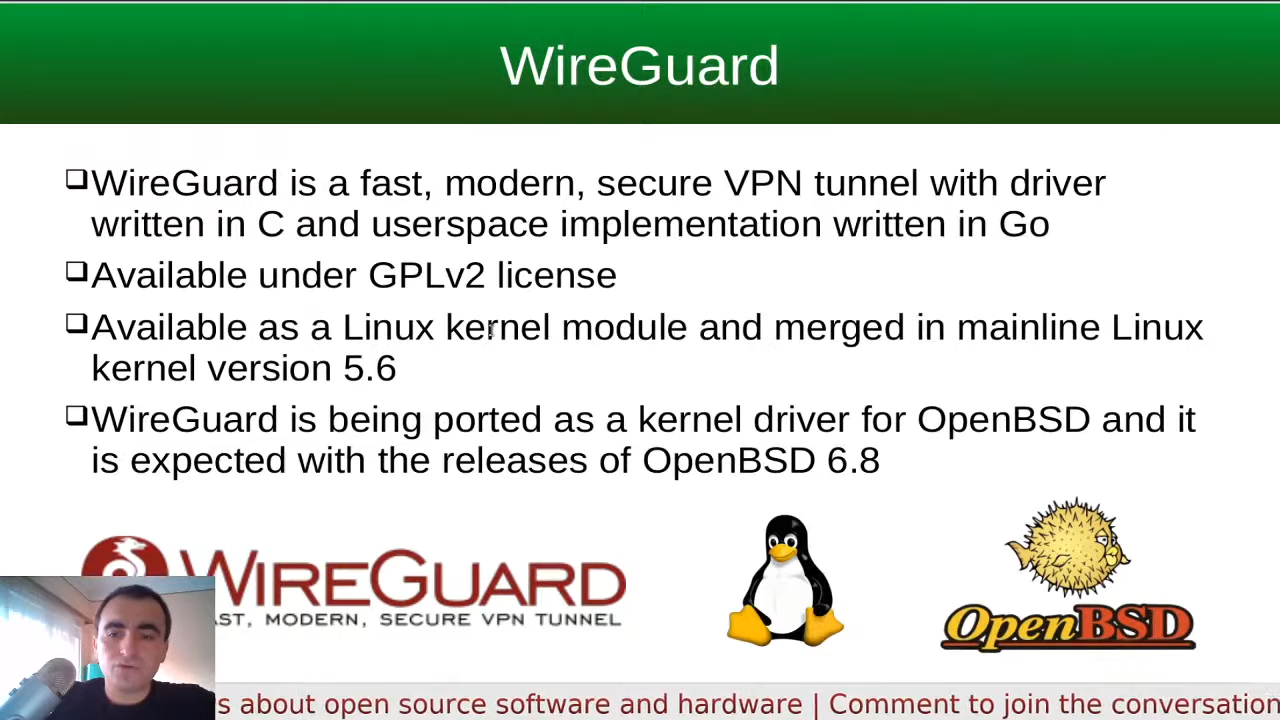 WireGuard
WireGuard is a fast, modern, secure VPN tunnel with driver
written in C and userspace implementation written in Go
Available under GPLv2 license
Available as a Linux kernel module and merged in mainline Linux
kernel version 5.6
WireGuard is being ported as a kernel driver for OpenBSD and it
is expected with the releases of OpenBSD 6.8
WIREGUARD
AST, MODERN, SECURE VPN TUNNEL
OpenBSD
s about open source software and hardware | Comment to join the conversation